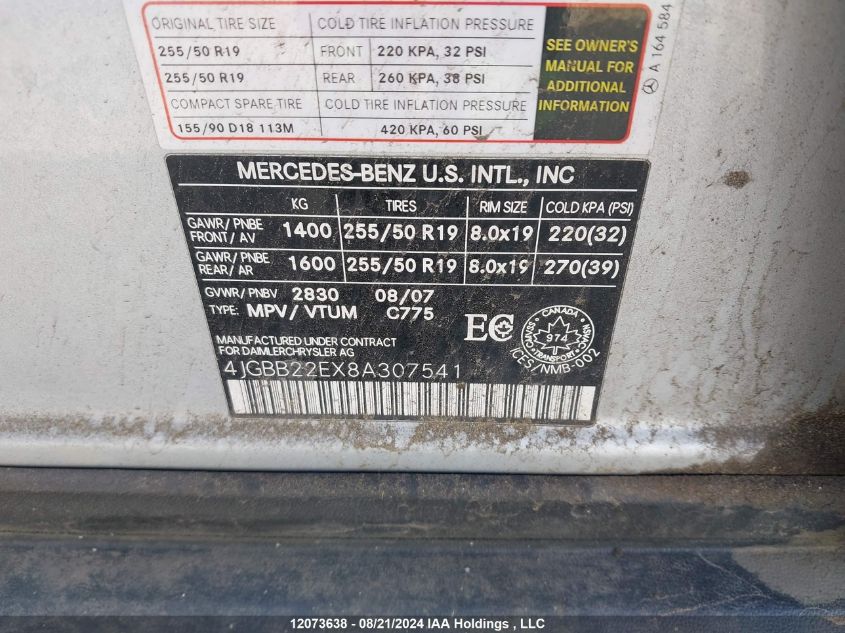 ORIGINAL TIRE SIZE COLD TIRE INFLATION PRESSURE
255/50 R19 FRONT 220 KPA, 32 PSI
255/50 R19 REAR 260 KPA, 38 PSI
COMPACT SPARE TIRE COLD TIRE INFLATION PRESSURE
155/90 D18 113M 420 KPA, 60 PSI
SEE OWNER'S
MANUAL FOR
ADDITIONAL
INFORMATION
A 164 584
MERCEDES-BENZ U.S. INTL., INC
KG TIRES RIM SIZE COLD KPA (PSI)
GAWR/ PNBE
FRONT/ AV 1400 255/50 R19 8.0x19 220(32)
GAWR/ PNBE
REAR/ AR 1600 255/50 R19 8.0x19 270(39)
GVWR/ PNBV 2830 08/07
TYPE: MPV/VTUM C775
MANUFACTURED UNDER CONTRACT
FOR DAIMLERCHRYSLER AG
EC
CANADA
974
TRANSPORT
ICES/NMB-002
4JGBB22EX8A307541
12073638 - 08/21/2024 IAA Holdings , LLC